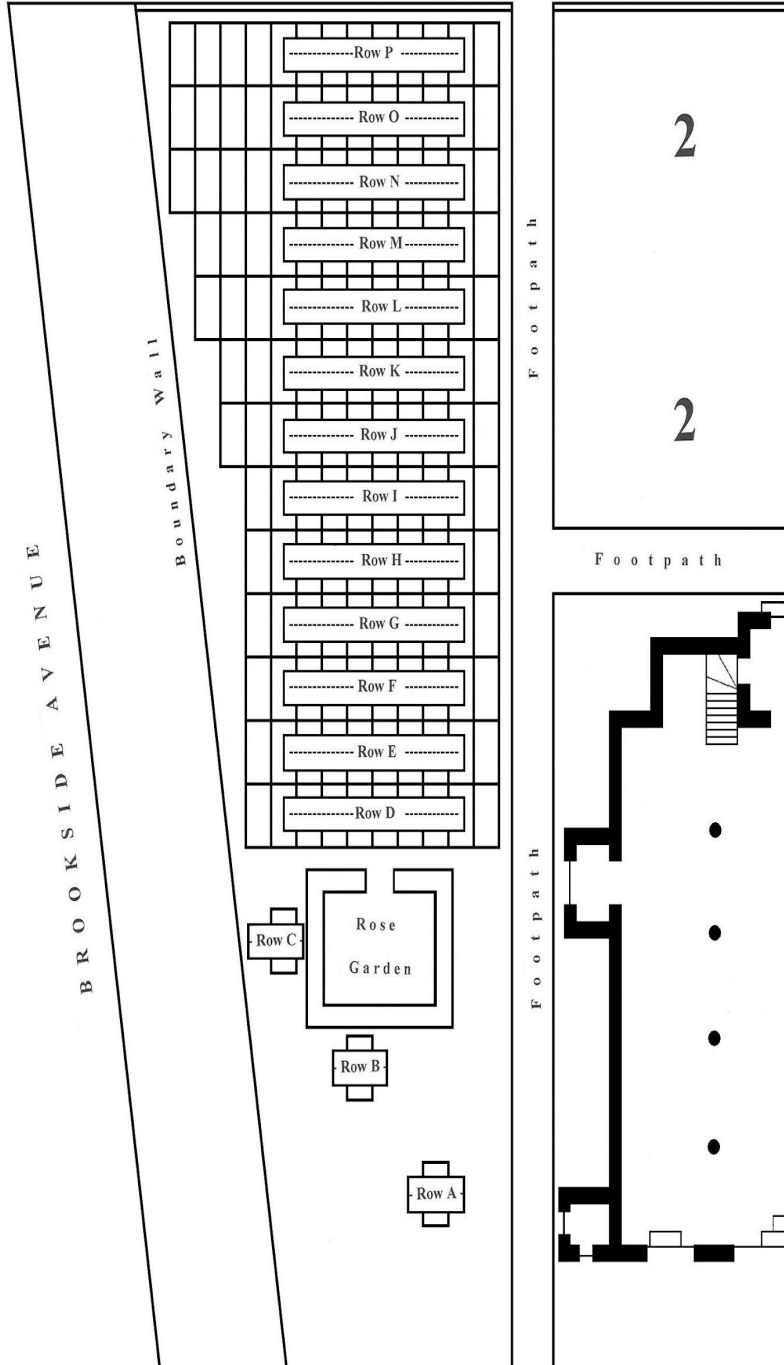 Row P
Row O
2
Row N
Row M
Footpath
Row L
Boundary Wall
Row K
Row J
2
Row I
BROOKSIDE AVENUE
Row H
Footpath
Row G
Row F
Row E
Row D
Rose
Garden
Row C
Footpath
Row B
Row A